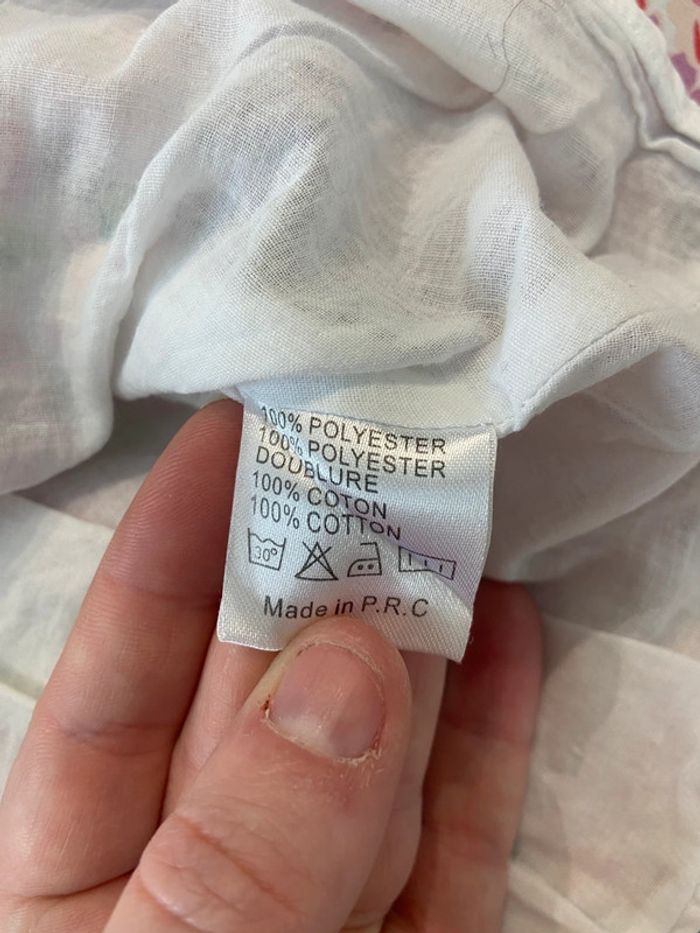 100% POLYESTER
100% POLYESTER
DOUBLURE
100% COTON
100% COTTON
30°
Made in P.R.C